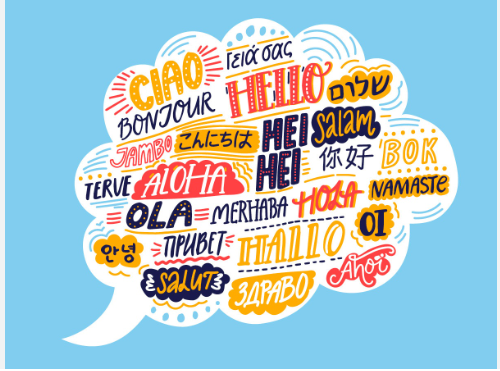 CIAO
Γειά σας
BONJOUR
HELLO
שלום
JAMBO
こんにちは
HEI
HEI
Salam
你好
BOK
TERVE
ALOHA
NAMASTE
OLA
MERHABA
HOLA
OI
안녕
ПРИВЕТ
HALLO
SALUT
ЗДРАВО
Ahoi